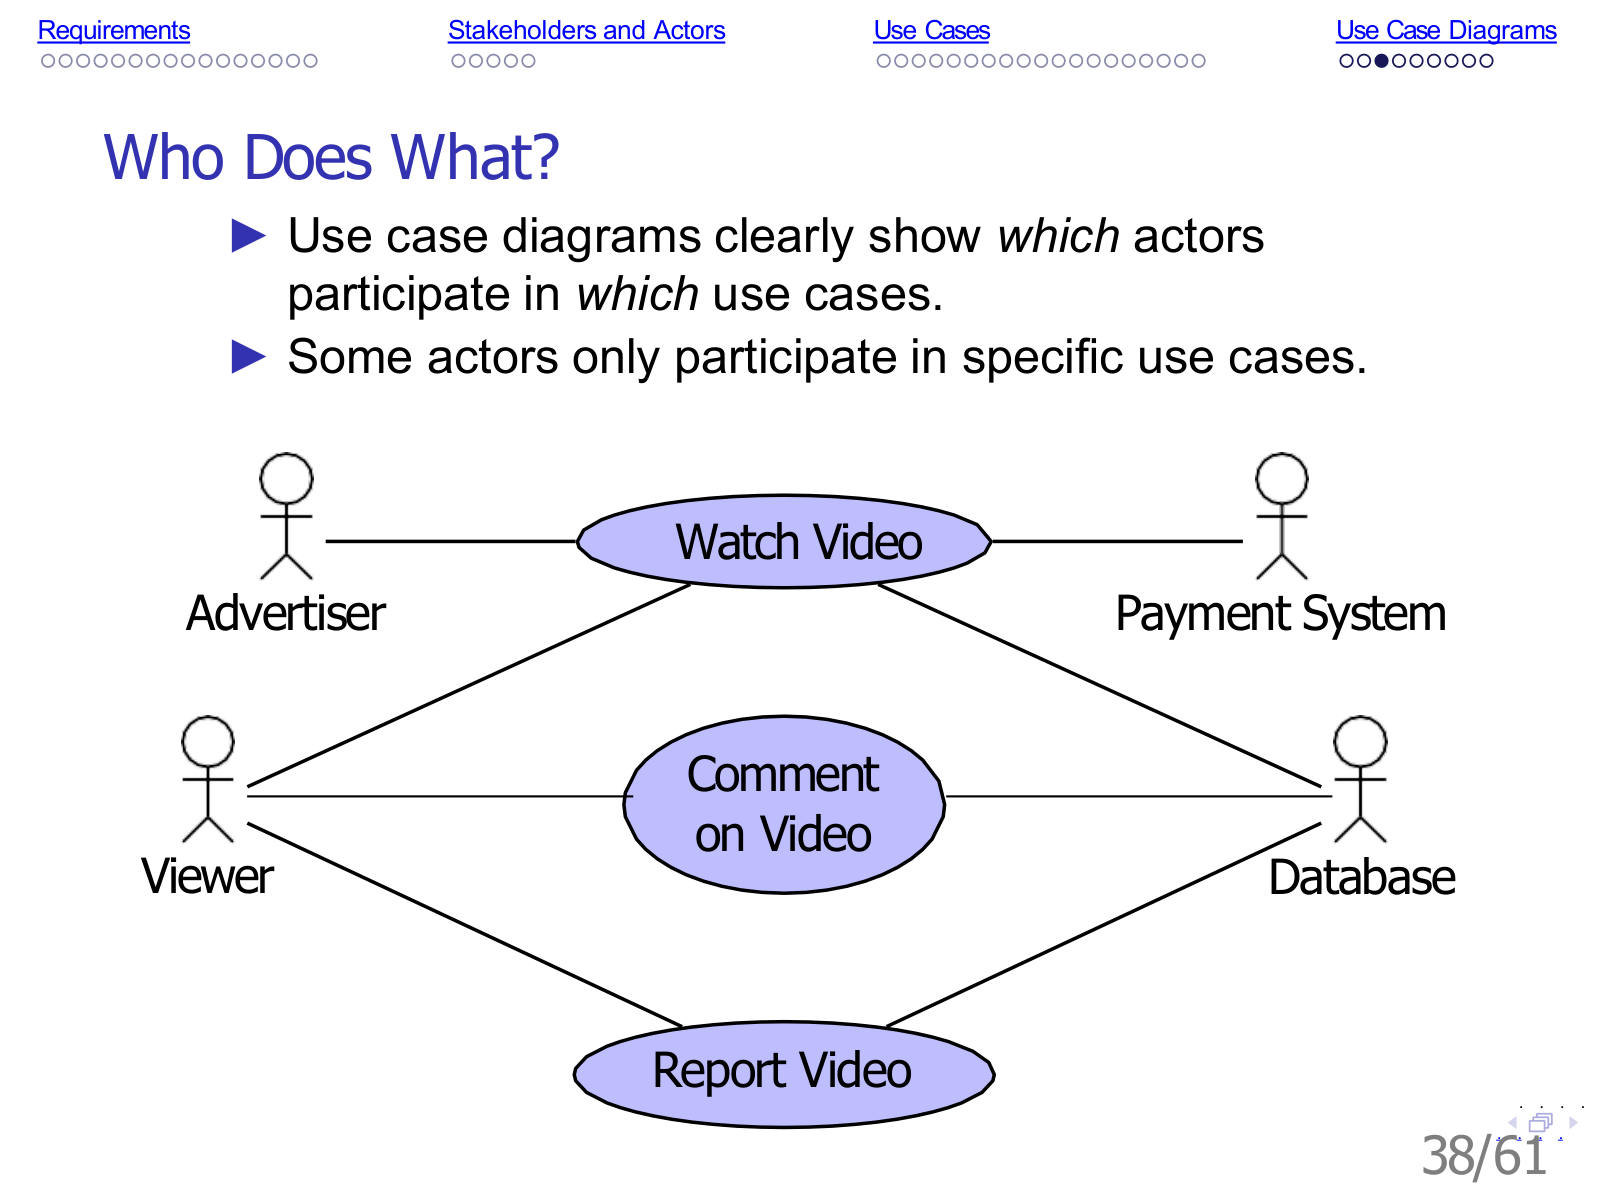 Requirements
Stakeholders and Actors
Use Cases
Use Case Diagrams
Who Does What?
Use case diagrams clearly show which actors
participate in which use cases.
Some actors only participate in specific use cases.
Watch Video
Advertiser
Payment System
Comment
on Video
Viewer
Database
Report Video
38/61